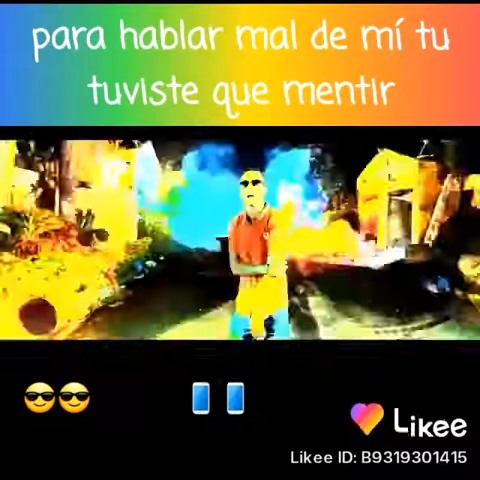 para hablar mal de mí tu
tuviste que mentir
Likee
Likee ID: B9319301415